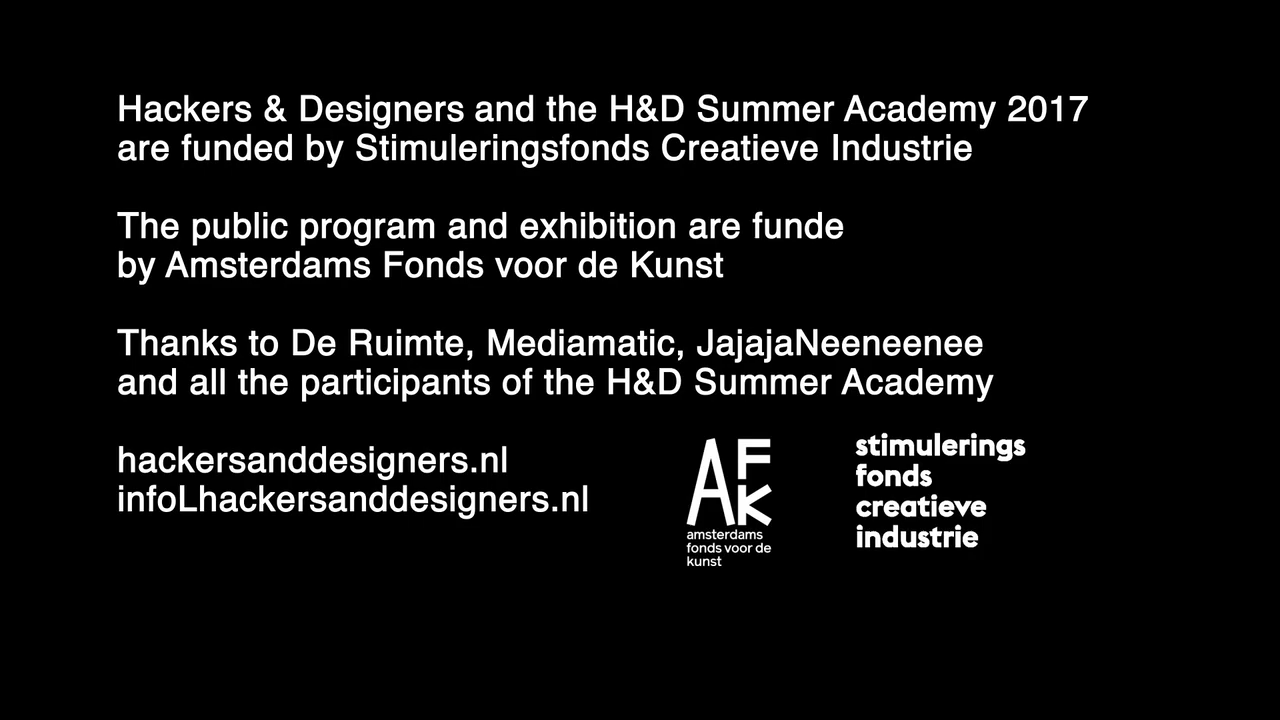 Hackers & Designers and the H&D Summer Academy 2017
are funded by Stimuleringsfonds Creatieve Industrie
The public program and exhibition are funde
by Amsterdams Fonds voor de Kunst
Thanks to De Ruimte, Mediamatic, JajajaNeeneenee
and all the participants of the H&D Summer Academy
hackersanddesigners.nl
infoLhackersanddesigners.nl
AFK
amsterdams
fonds voor de
kunst
stimulerings
fonds
creatieve
industrie